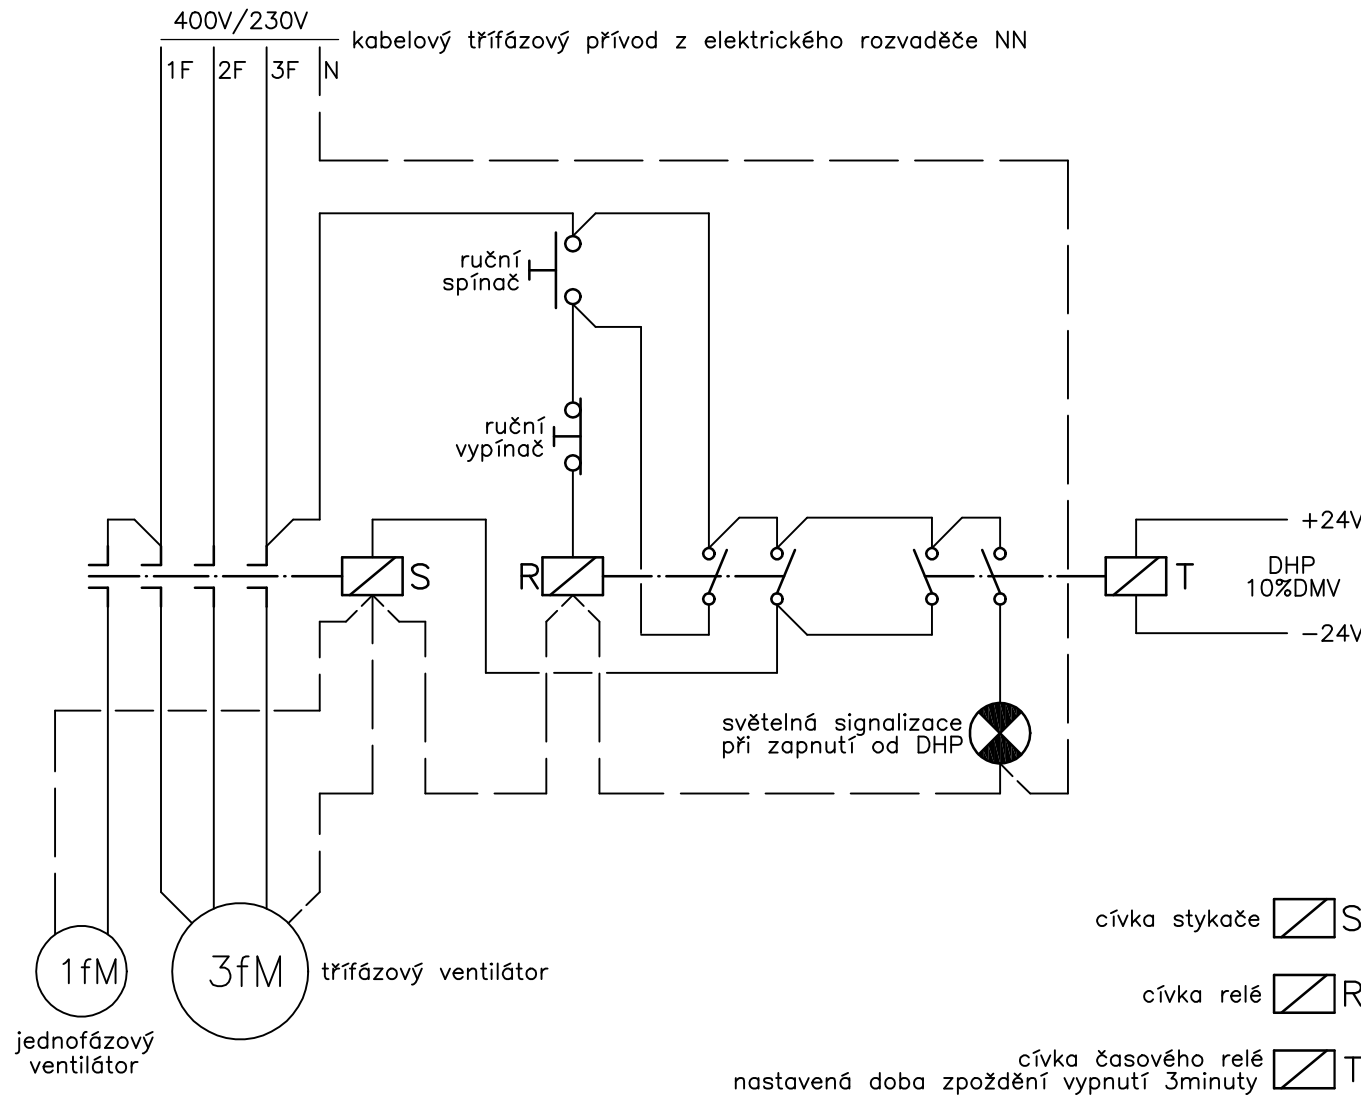 400V/230V
kabelový třífázový přívod z elektrického rozvaděče NN
1F 2F 3F N
ruční
spínač
ruční
vypínač
+24V
S R T
DHP
10%DMV
-24V
světelná signalizace
při zapnutí od DHP
cívka stykače S
1fM 3fM třífázový ventilátor
cívka relé R
jednofázový
ventilátor
cívka časového relé
nastavená doba zpoždění vypnutí 3minuty T